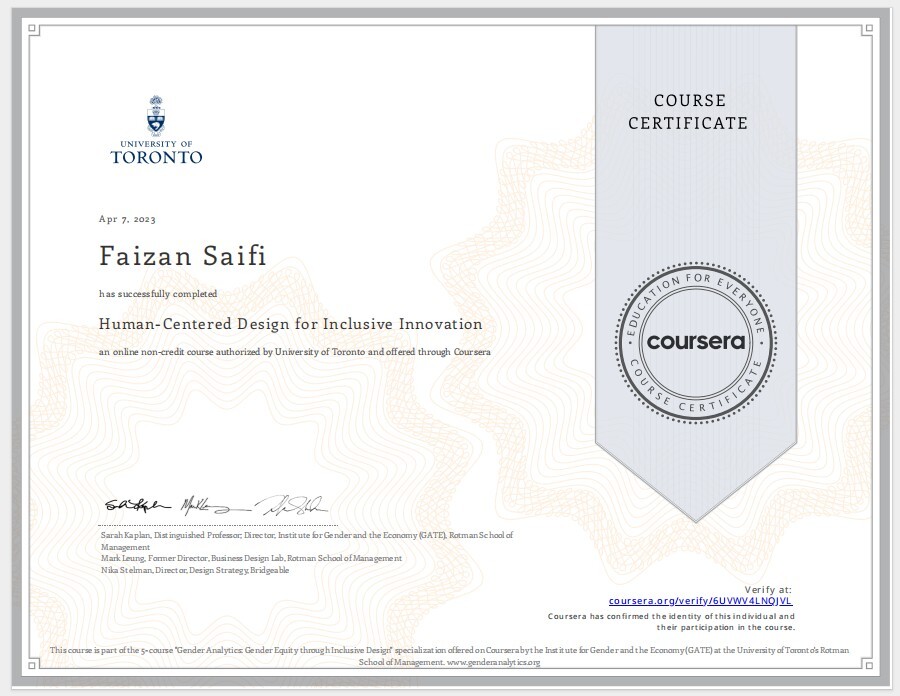 COURSE
CERTIFICATE
UNIVERSITY OF
TORONTO
Apr 7, 2023
Faizan Saifi
has successfully completed
Human-Centered Design for Inclusive Innovation
an online non-credit course authorized by University of Toronto and offered through Coursera
EDUCATION FOR EVERYONE
coursera
COURSE CERTIFICATE
Sarah Kaplan, Distinguished Professor; Director, Institute for Gender and the Economy (GATE), Rotman School of
Management
Mark Leung, Former Director, Business Design Lab, Rotman School of Management
Nika Stelman, Director, Design Strategy, Bridgeable
Verify at:
coursera.org/verify/6UVWV4LNQJVL
Coursera has confirmed the identity of this individual and
their participation in the course.
This course is part of the 5-course "Gender Analytics: Gender Equity through Inclusive Design" specialization offered on Coursera by the Institute for Gender and the Economy (GATE) at the University of Toronto's Rotman
School of Management. www.genderanalytics.org